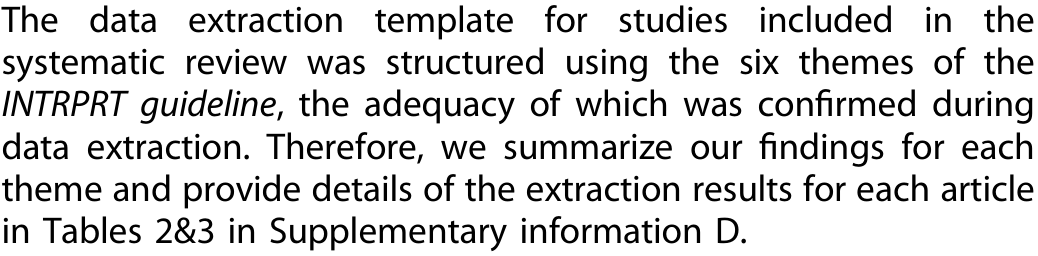 The data extraction template for studies included in the
systematic review was structured using the six themes of the
INTRPRT guideline, the adequacy of which was confirmed during
data extraction. Therefore, we summarize our findings for each
theme and provide details of the extraction results for each article
in Tables 2&3 in Supplementary information D.